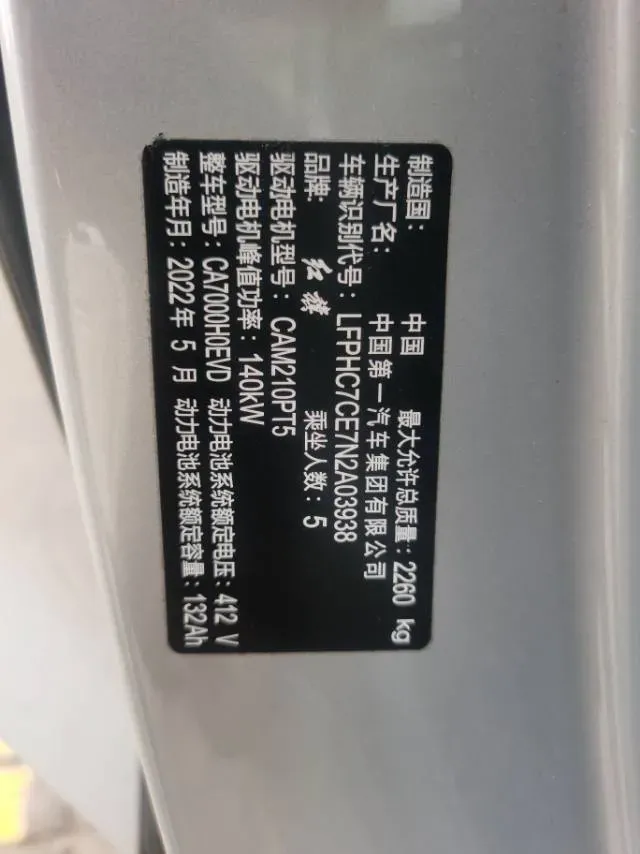 制造国： 中国 最大允许总质量：2260 kg
生产厂名： 中国第一汽车集团有限公司
车辆识别代号：LFPHC7CE7N2A03938
品牌： 红旗 乘坐人数：5
驱动电机型号：CAM210PT5
驱动电机峰值功率：140kW
整车型号：CA7000H0EVD 动力电池系统额定电压：412 V
制造年月：2022年 5 月 动力电池系统额定容量：132Ah